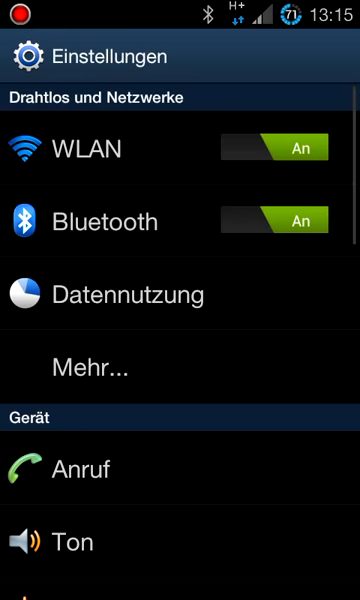 H+ 71 13:15
Einstellungen
Drahtlos und Netzwerke
WLAN An
Bluetooth An
Datennutzung
Mehr...
Gerät
Anruf
Ton